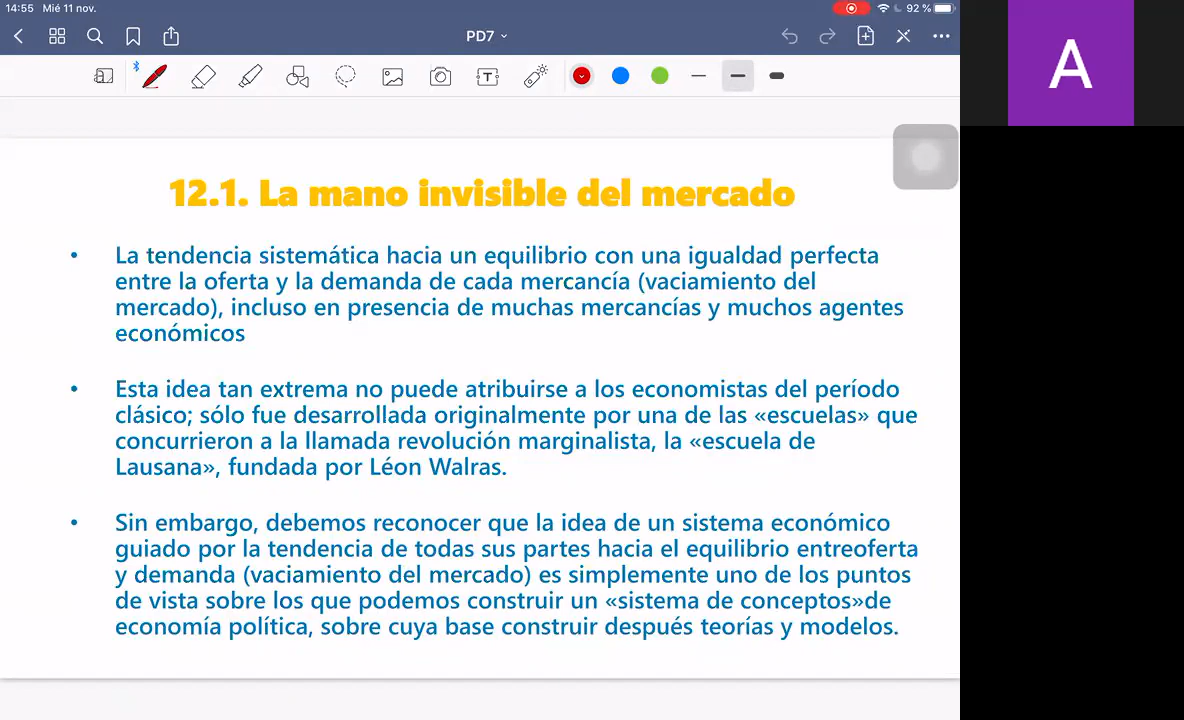 14:55 Mié 11 nov.
92 %
PD7
T
A
12.1. La mano invisible del mercado
• La tendencia sistemática hacia un equilibrio con una igualdad perfecta
entre la oferta y la demanda de cada mercancía (vaciamiento del
mercado), incluso en presencia de muchas mercancías y muchos agentes
económicos
• Esta idea tan extrema no puede atribuirse a los economistas del período
clásico; sólo fue desarrollada originalmente por una de las «escuelas» que
concurrieron a la llamada revolución marginalista, la «escuela de
Lausana», fundada por Léon Walras.
• Sin embargo, debemos reconocer que la idea de un sistema económico
guiado por la tendencia de todas sus partes hacia el equilibrio entreoferta
y demanda (vaciamiento del mercado) es simplemente uno de los puntos
de vista sobre los que podemos construir un «sistema de conceptos»de
economía política, sobre cuya base construir después teorías y modelos.